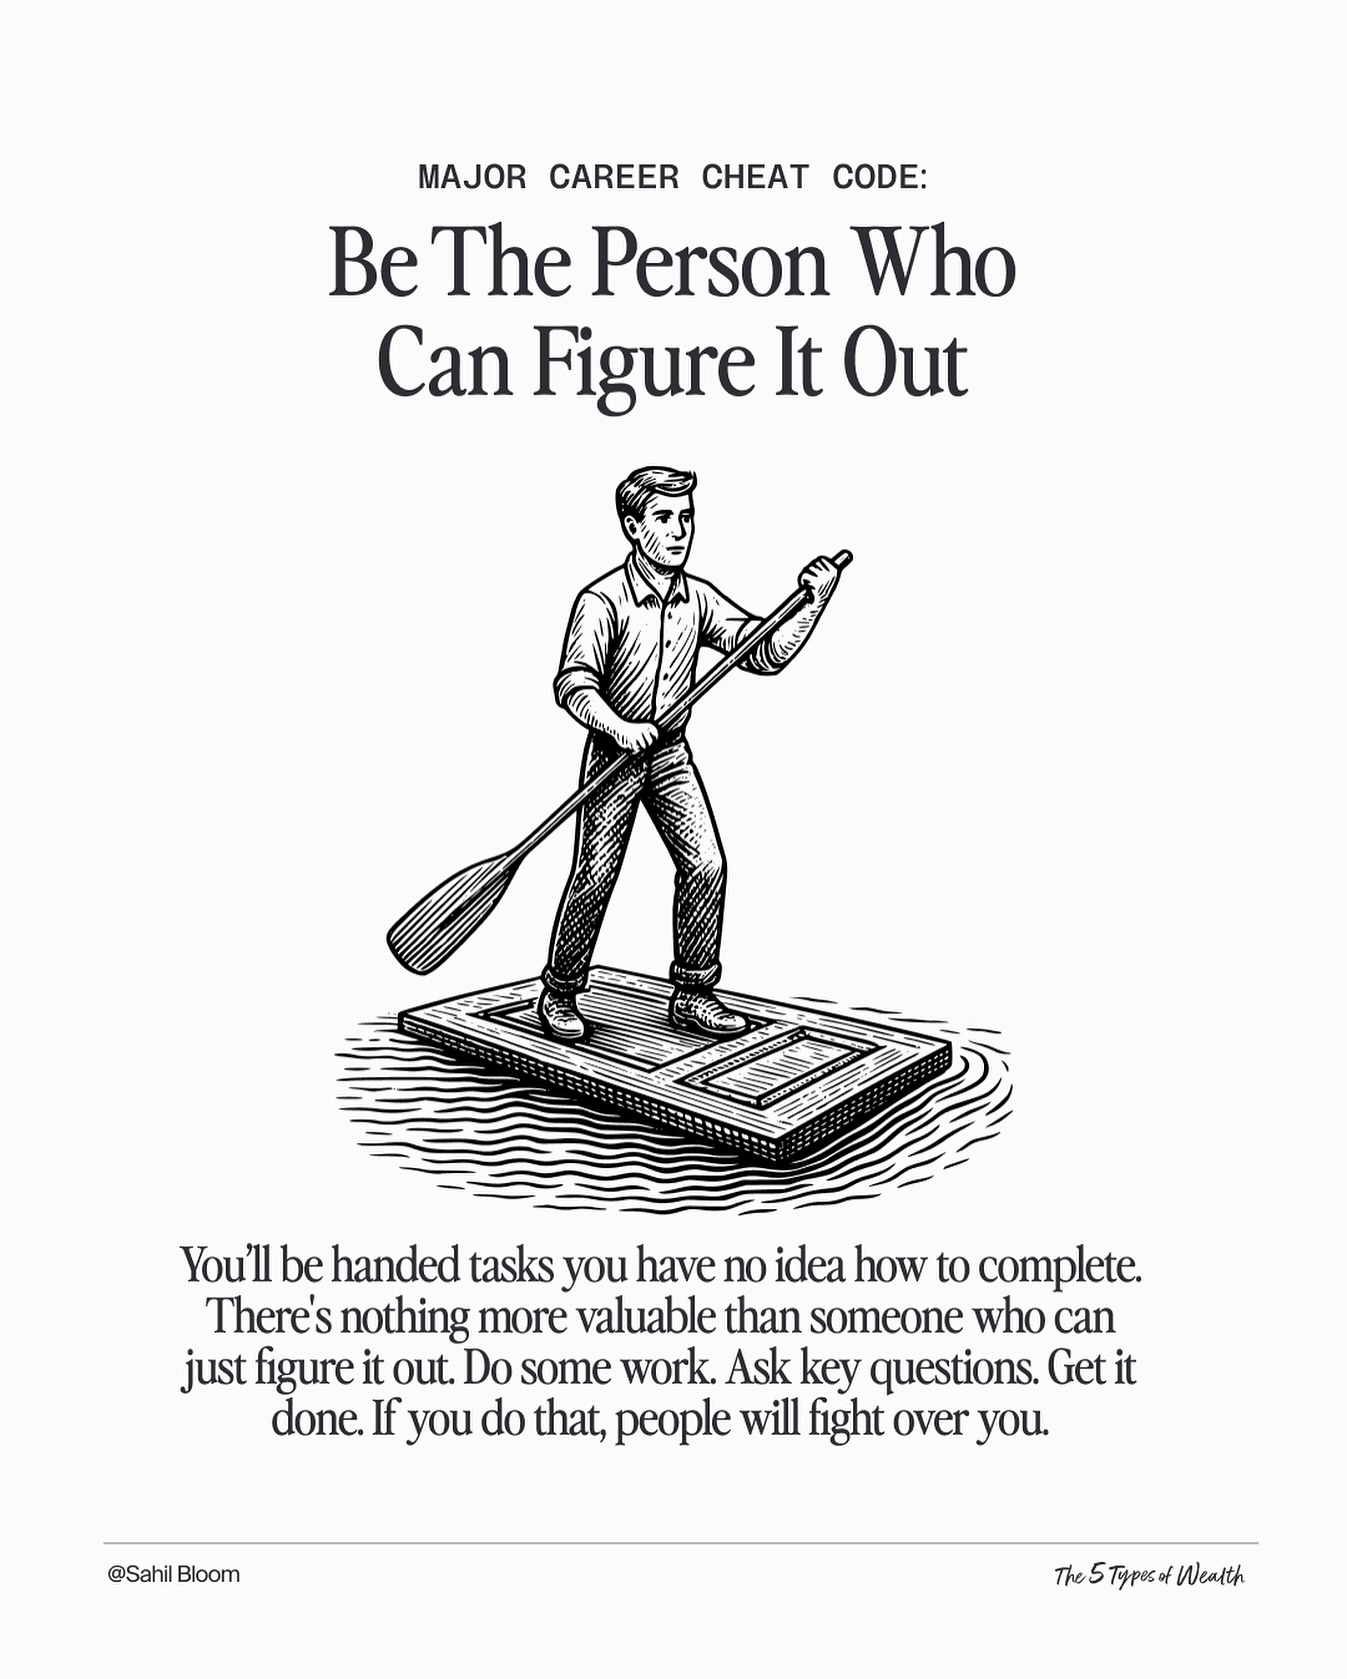 MAJOR CAREER CHEAT CODE:
Be The Person Who
Can Figure It Out
You’ll be handed tasks you have no idea how to complete.
There's nothing more valuable than someone who can
just figure it out. Do some work. Ask key questions. Get it
done. If you do that, people will fight over you.
@Sahil Bloom
The 5 Types of Wealth